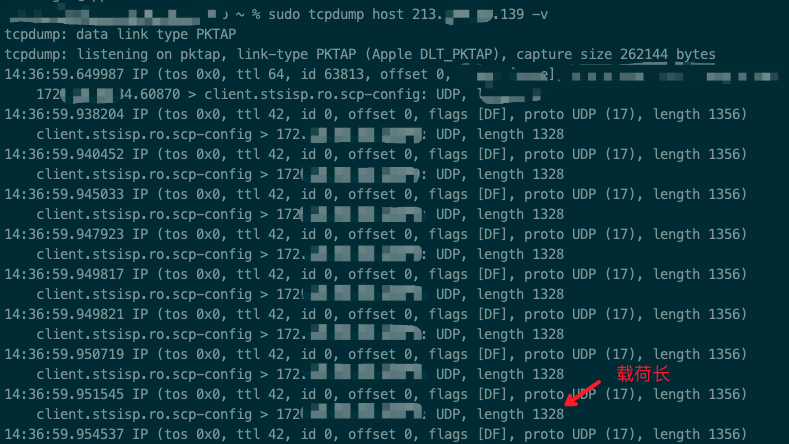 ~ % sudo tcpdump host 213. .139 -v
tcpdump: data link type PKTAP
tcpdump: listening on pktap, link-type PKTAP (Apple DLT_PKTAP), capture size 262144 bytes
14:36:59.649987 IP (tos 0x0, ttl 64, id 63813, offset 0,
.60870 > client.stsisp.ro.scp-config: UDP,
14:36:59.938204 IP (tos 0x0, ttl 42, id 0, offset 0, flags [DF], proto UDP (17), length 1356)
client.stsisp.ro.scp-config > 172. : UDP, length 1328
14:36:59.940452 IP (tos 0x0, ttl 42, id 0, offset 0, flags [DF], proto UDP (17), length 1356)
client.stsisp.ro.scp-config > 172 : UDP, length 1328
14:36:59.945033 IP (tos 0x0, ttl 42, id 0, offset 0, flags [DF], proto UDP (17), length 1356)
client.stsisp.ro.scp-config > 172 : UDP, length 1328
14:36:59.947923 IP (tos 0x0, ttl 42, id 0, offset 0, flags [DF], proto UDP (17), length 1356)
client.stsisp.ro.scp-config > 172. : UDP, length 1328
14:36:59.949817 IP (tos 0x0, ttl 42, id 0, offset 0, flags [DF], proto UDP (17), length 1356)
client.stsisp.ro.scp-config > 172 UDP, length 1328
14:36:59.949821 IP (tos 0x0, ttl 42, id 0, offset 0, flags [DF], proto UDP (17), length 1356)
client.stsisp.ro.scp-config > 172. : UDP, length 1328
14:36:59.950719 IP (tos 0x0, ttl 42, id 0, offset 0, flags [DF], proto UDP (17), length 1356)
client.stsisp.ro.scp-config > 172. : UDP, length 1328
载荷长
14:36:59.951545 IP (tos 0x0, ttl 42, id 0, offset 0, flags [DF], proto UDP (17), length 1356)
client.stsisp.ro.scp-config > 172 : UDP, length 1328
14:36:59.954537 IP (tos 0x0, ttl 42, id 0, offset 0, flags [DF], proto UDP (17), length 1356)